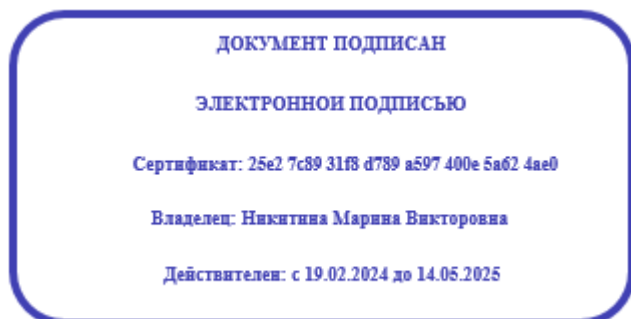 ДОКУМЕНТ ПОДПИСАН
ЭЛЕКТРОННОЙ ПОДПИСЬЮ
Сертификат: 25e2 7c89 31f8 d789 a597 400e 5a62 4ae0
Владелец: Никитина Марина Викторовна
Действителен: с 19.02.2024 до 14.05.2025